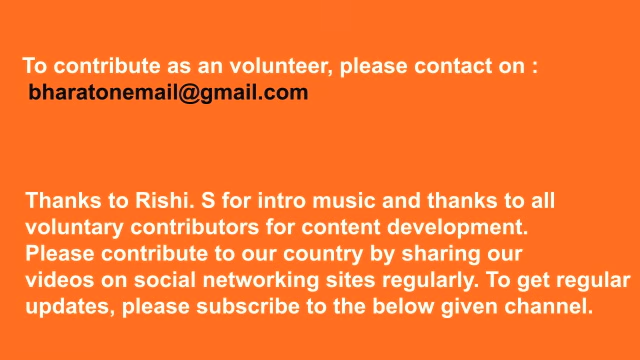 To contribute as an volunteer, please contact on :
bharatonemail@gmail.com
Thanks to Rishi. S for intro music and thanks to all
voluntary contributors for content development.
Please contribute to our country by sharing our
videos on social networking sites regularly. To get regular
updates, please subscribe to the below given channel.